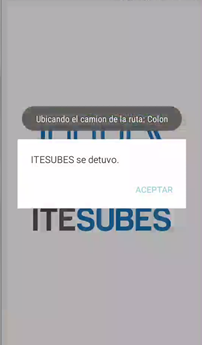 Ubicando el camion de la ruta: Colon
ITESUBES se detuvo.
ACEPTAR
ITESUBES